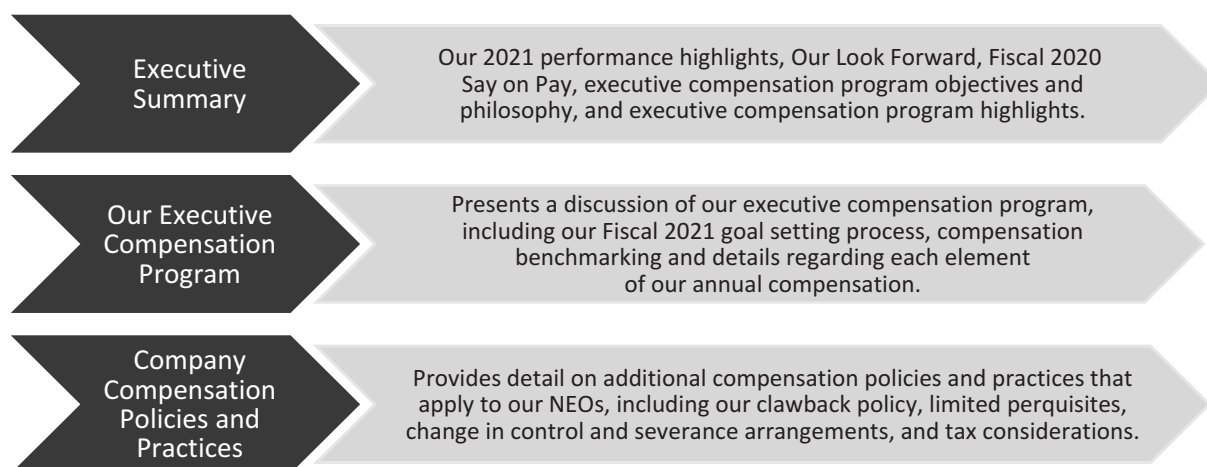 Executive
Summary
Our 2021 performance highlights, Our Look Forward, Fiscal 2020
Say on Pay, executive compensation program objectives and
philosophy, and executive compensation program highlights.
Our Executive
Compensation
Program
Presents a discussion of our executive compensation program,
including our Fiscal 2021 goal setting process, compensation
benchmarking and details regarding each element
of our annual compensation.
Company
Compensation
Policies and
Practices
Provides detail on additional compensation policies and practices that
apply to our NEOs, including our clawback policy, limited perquisites,
change in control and severance arrangements, and tax considerations.